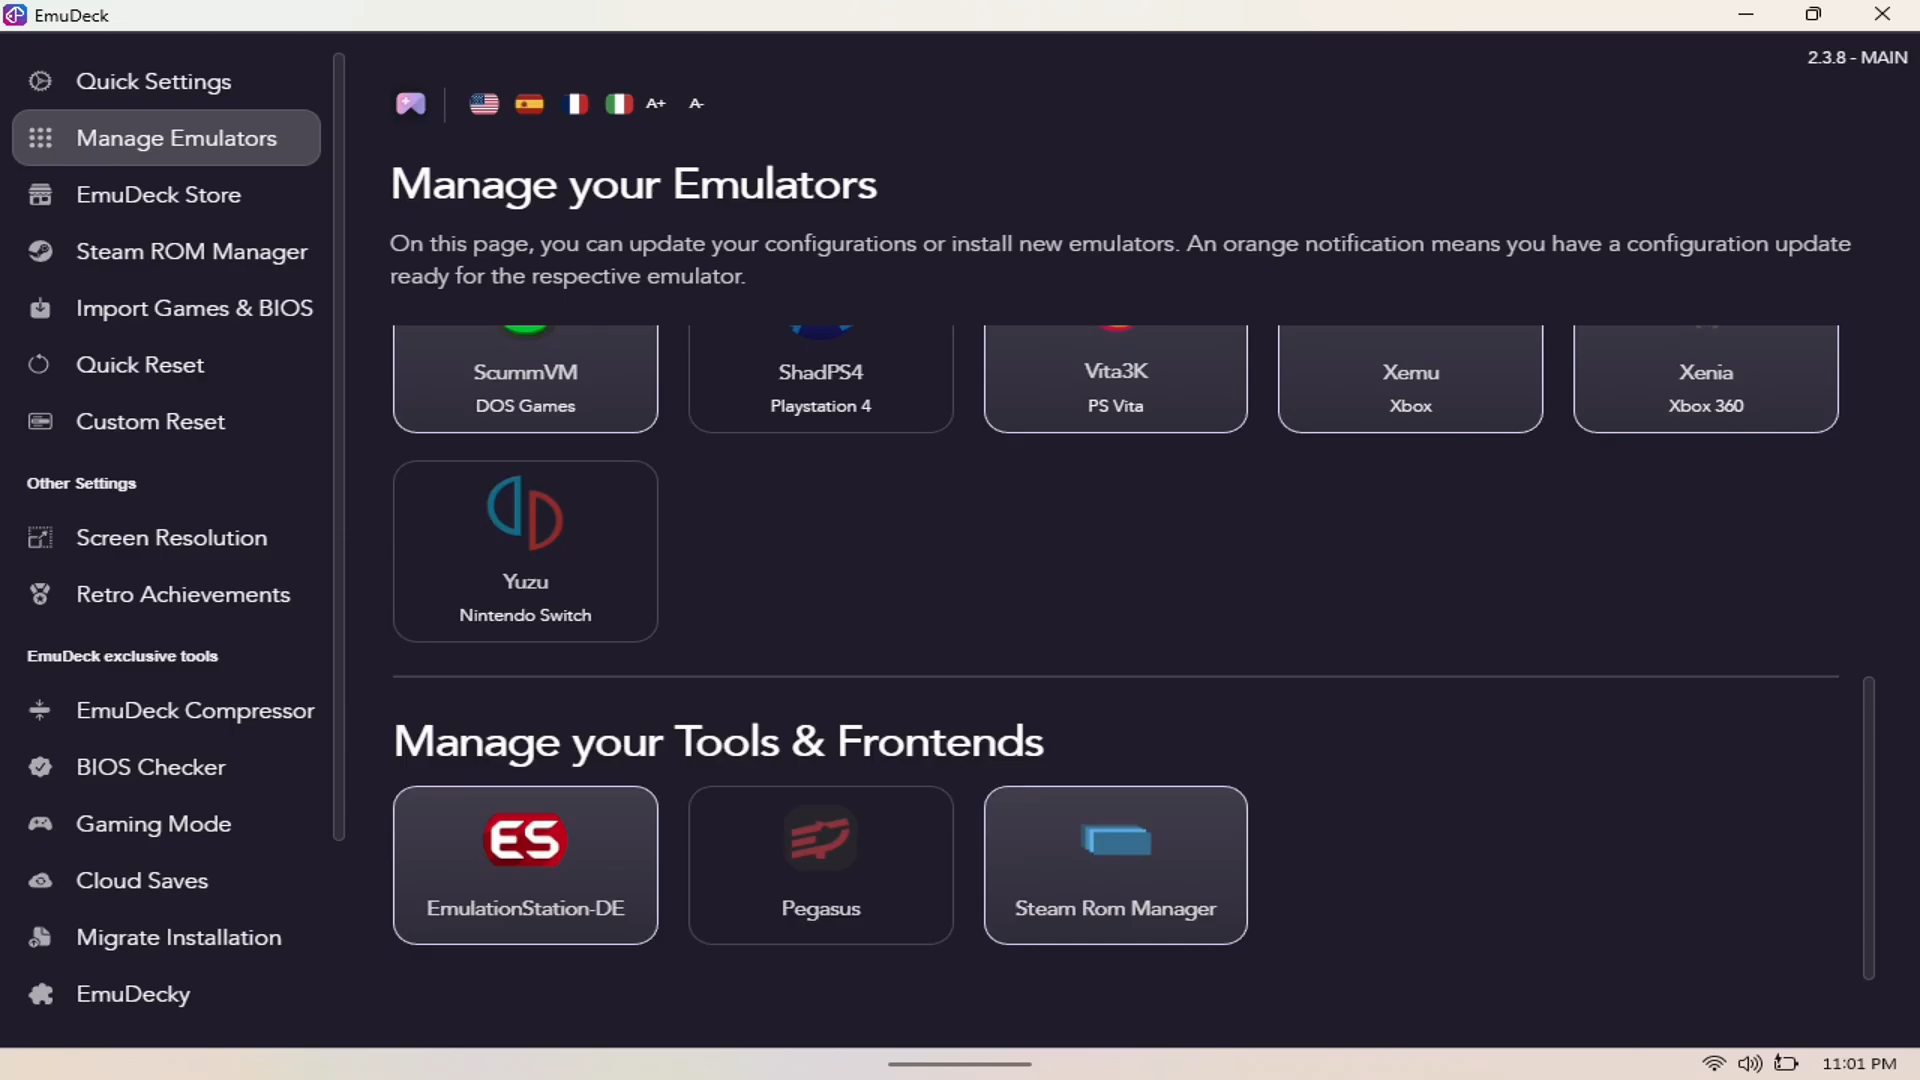 EmuDeck
2.3.8 - MAIN
Quick Settings
Manage Emulators
EmuDeck Store
Steam ROM Manager
Import Games & BIOS
Quick Reset
Custom Reset
Other Settings
Screen Resolution
Retro Achievements
EmuDeck exclusive tools
EmuDeck Compressor
BIOS Checker
Gaming Mode
Cloud Saves
Migrate Installation
EmuDecky
A+ A-
Manage your Emulators
On this page, you can update your configurations or install new emulators. An orange notification means you have a configuration update
ready for the respective emulator.
ScummVM
DOS Games
ShadPS4
Playstation 4
Vita3K
PS Vita
Xemu
Xbox
Xenia
Xbox 360
Yuzu
Nintendo Switch
Manage your Tools & Frontends
ES
EmulationStation-DE
Pegasus
Steam Rom Manager
11:01 PM